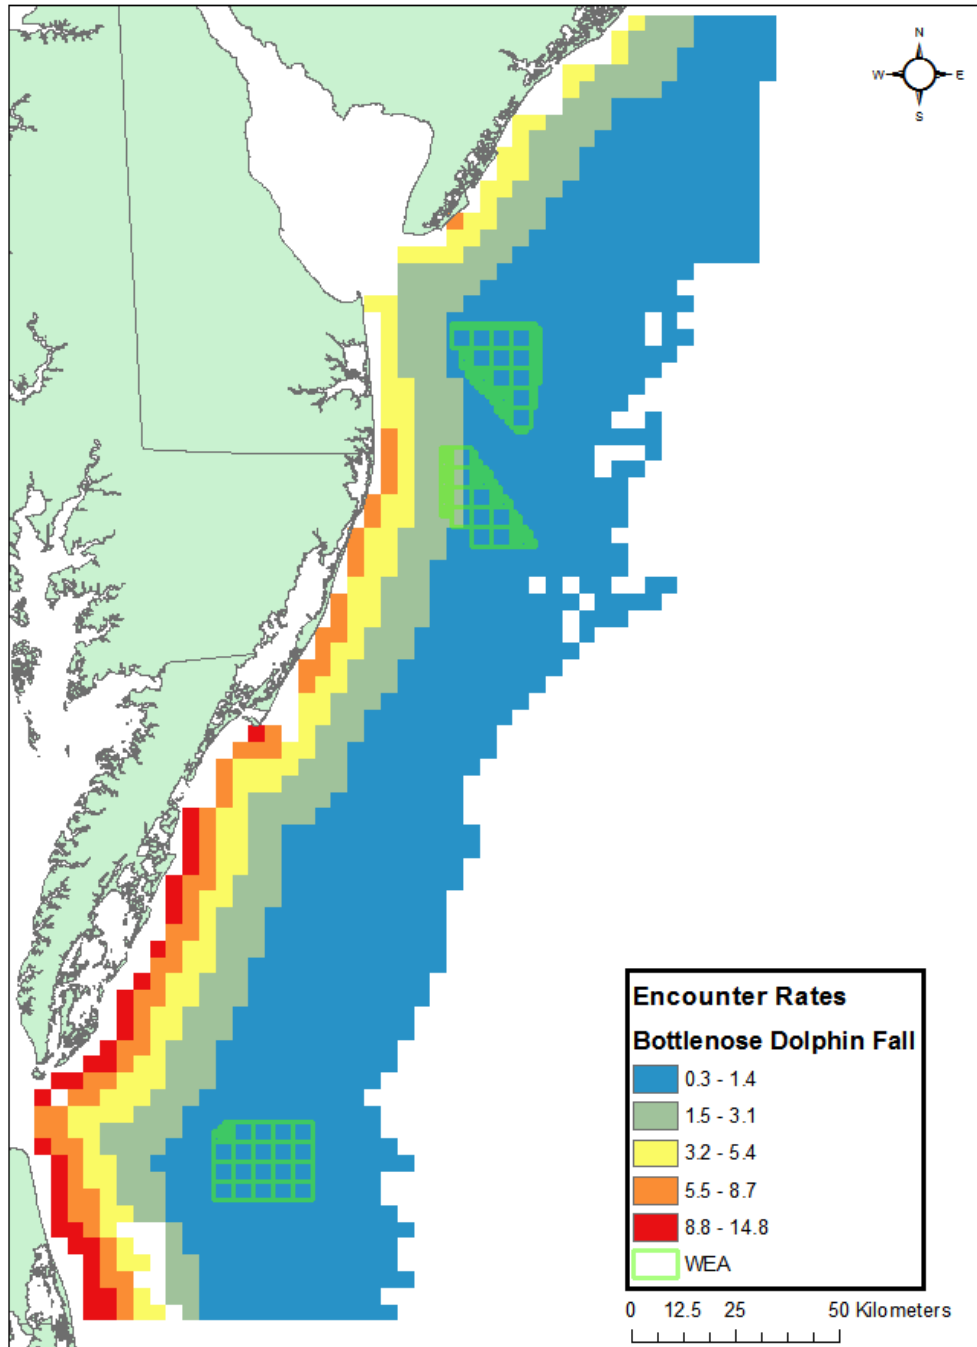 N
W E
S
Encounter Rates
Bottlenose Dolphin Fall
0.3 - 1.4
1.5 - 3.1
3.2 - 5.4
5.5 - 8.7
8.8 - 14.8
WEA
0 12.5 25 50 Kilometers